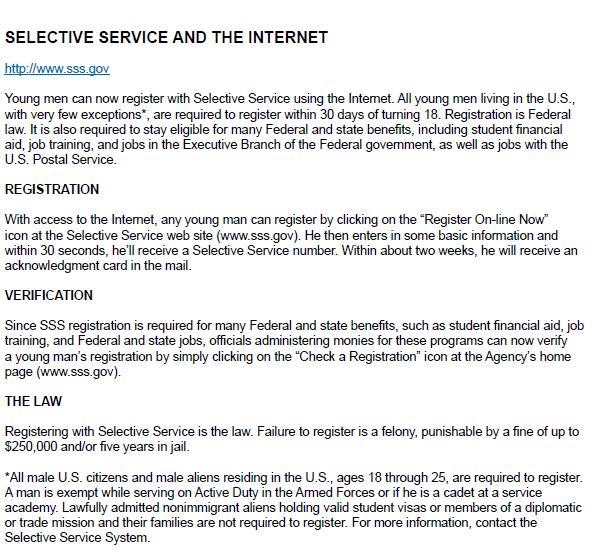 SELECTIVE SERVICE AND THE INTERNET
http://www.sss.gov
Young men can now register with Selective Service using the Internet. All young men living in the U.S.,
with very few exceptions*, are required to register within 30 days of turning 18. Registration is Federal
law. It is also required to stay eligible for many Federal and state benefits, including student financial
aid, job training, and jobs in the Executive Branch of the Federal government, as well as jobs with the
U.S. Postal Service.
REGISTRATION
With access to the Internet, any young man can register by clicking on the “Register On-line Now”
icon at the Selective Service web site (www.sss.gov). He then enters in some basic information and
within 30 seconds, he’ll receive a Selective Service number. Within about two weeks, he will receive an
acknowledgment card in the mail.
VERIFICATION
Since SSS registration is required for many Federal and state benefits, such as student financial aid, job
training, and Federal and state jobs, officials administering monies for these programs can now verify
a young man’s registration by simply clicking on the “Check a Registration” icon at the Agency’s home
page (www.sss.gov).
THE LAW
Registering with Selective Service is the law. Failure to register is a felony, punishable by a fine of up to
$250,000 and/or five years in jail.
*All male U.S. citizens and male aliens residing in the U.S., ages 18 through 25, are required to register.
A man is exempt while serving on Active Duty in the Armed Forces or if he is a cadet at a service
academy. Lawfully admitted nonimmigrant aliens holding valid student visas or members of a diplomatic
or trade mission and their families are not required to register. For more information, contact the
Selective Service System.